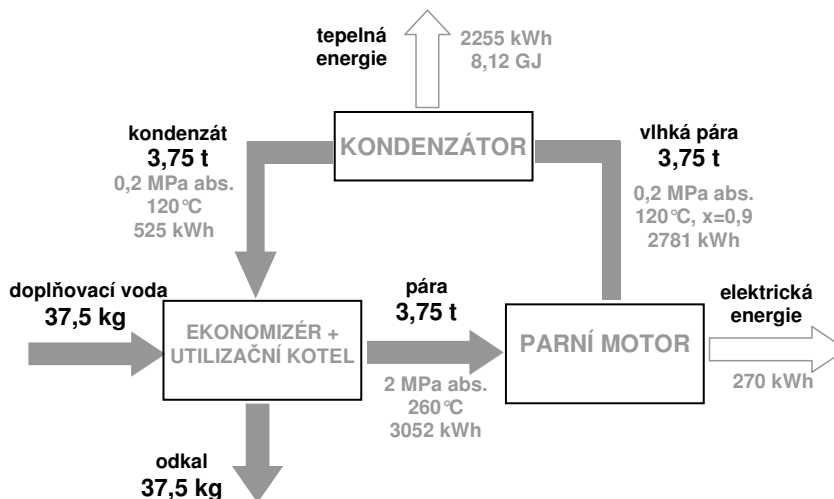 tepelná
energie
2255 kWh
8,12 GJ
kondenzát
3,75 t
0,2 MPa abs.
120°C
525 kWh
KONDENZÁTOR
vlhká pára
3,75 t
0,2 MPa abs.
120°C, x=0,9
2781 kWh
doplňovací voda
37,5 kg
EKONOMIZÉR +
UTILIZAČNÍ KOTEL
pára
3,75 t
2 MPa abs.
260°C
3052 kWh
PARNÍ MOTOR
elektrická
energie
270 kWh
odkal
37,5 kg